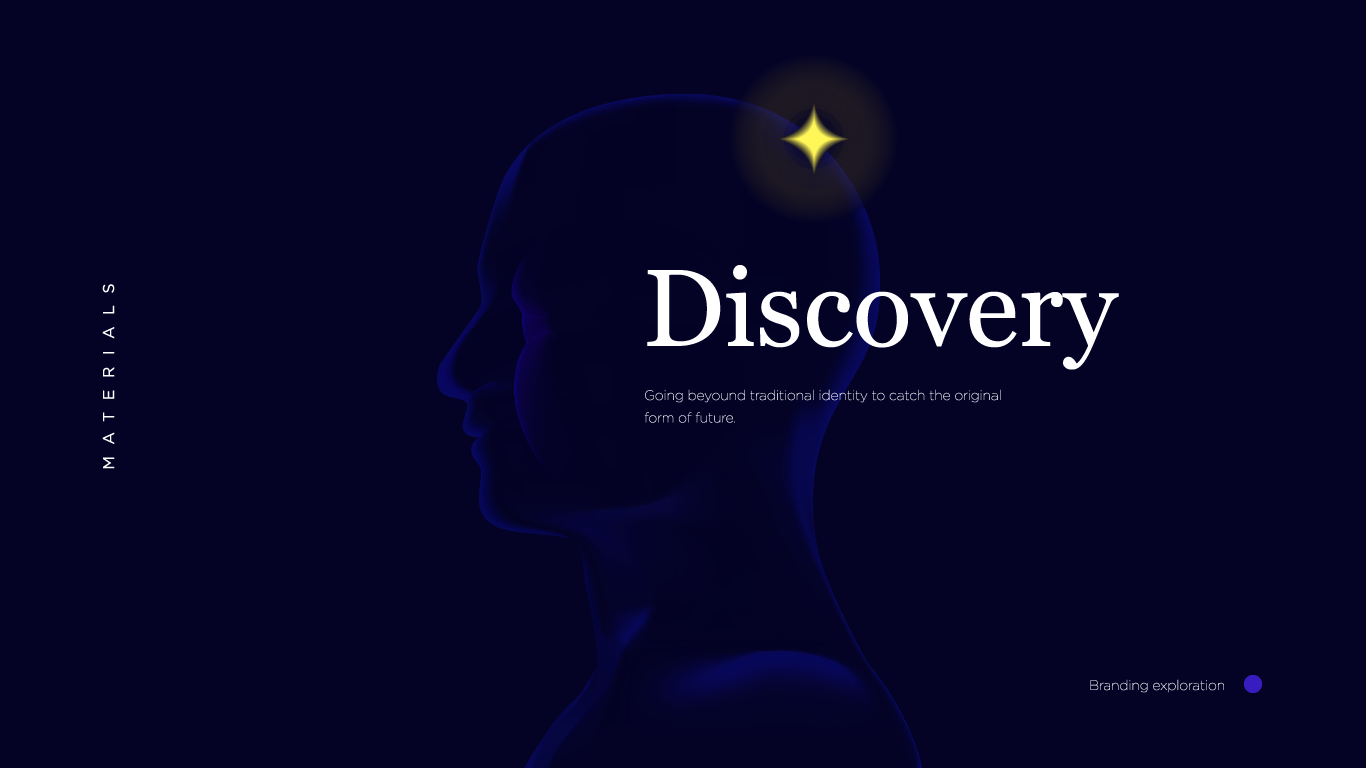 MATERIALS
Discovery
Going beyound traditional identity to catch the original
form of future.
Branding exploration